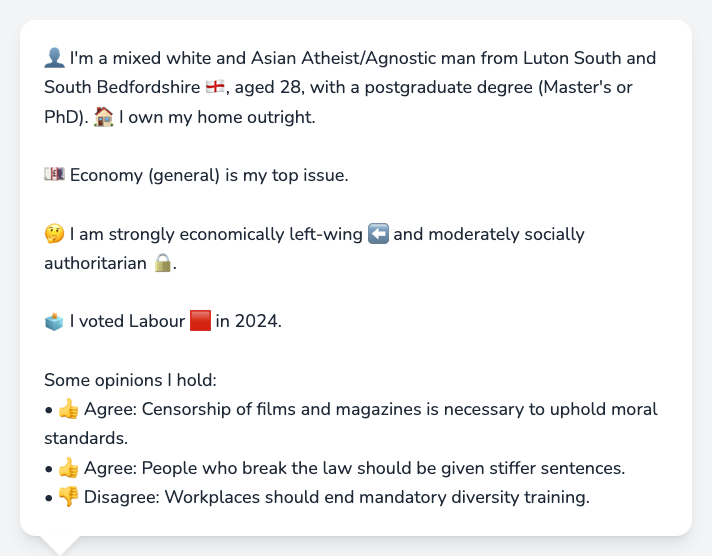 👤 I'm a mixed white and Asian Atheist/Agnostic man from Luton South and
South Bedfordshire 🏴󠁧󠁢󠁥󠁮󠁧󠁿, aged 28, with a postgraduate degree (Master's or
PhD). 🏠 I own my home outright.
💷 Economy (general) is my top issue.
🤔 I am strongly economically left-wing ⬅️ and moderately socially
authoritarian 🔒.
🗳️ I voted Labour 🟥 in 2024.
Some opinions I hold:
• 👍 Agree: Censorship of films and magazines is necessary to uphold moral
standards.
• 👍 Agree: People who break the law should be given stiffer sentences.
• 👎 Disagree: Workplaces should end mandatory diversity training.